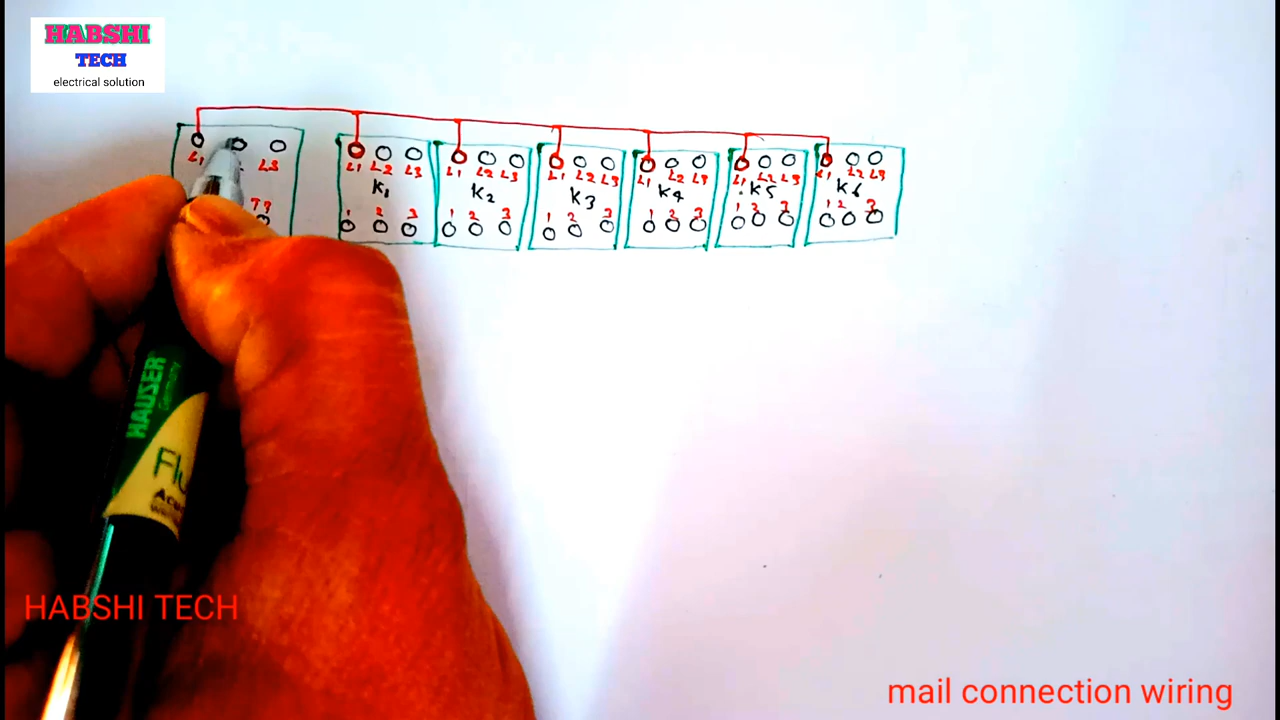 HABSHI
TECH
electrical solution
L1 L3
L1 L2 L3 L1 L2 L3 L1 L2 L3 L1 L2 L3 L1 L2 L3 L1 L2 L3
K1 K2 K3 K4 K5 K6
1 2 3 1 2 3 1 2 3 1 2 3 1 2 3 1 2 3
HAUSER
Germany
HABSHI TECH
mail connection wiring